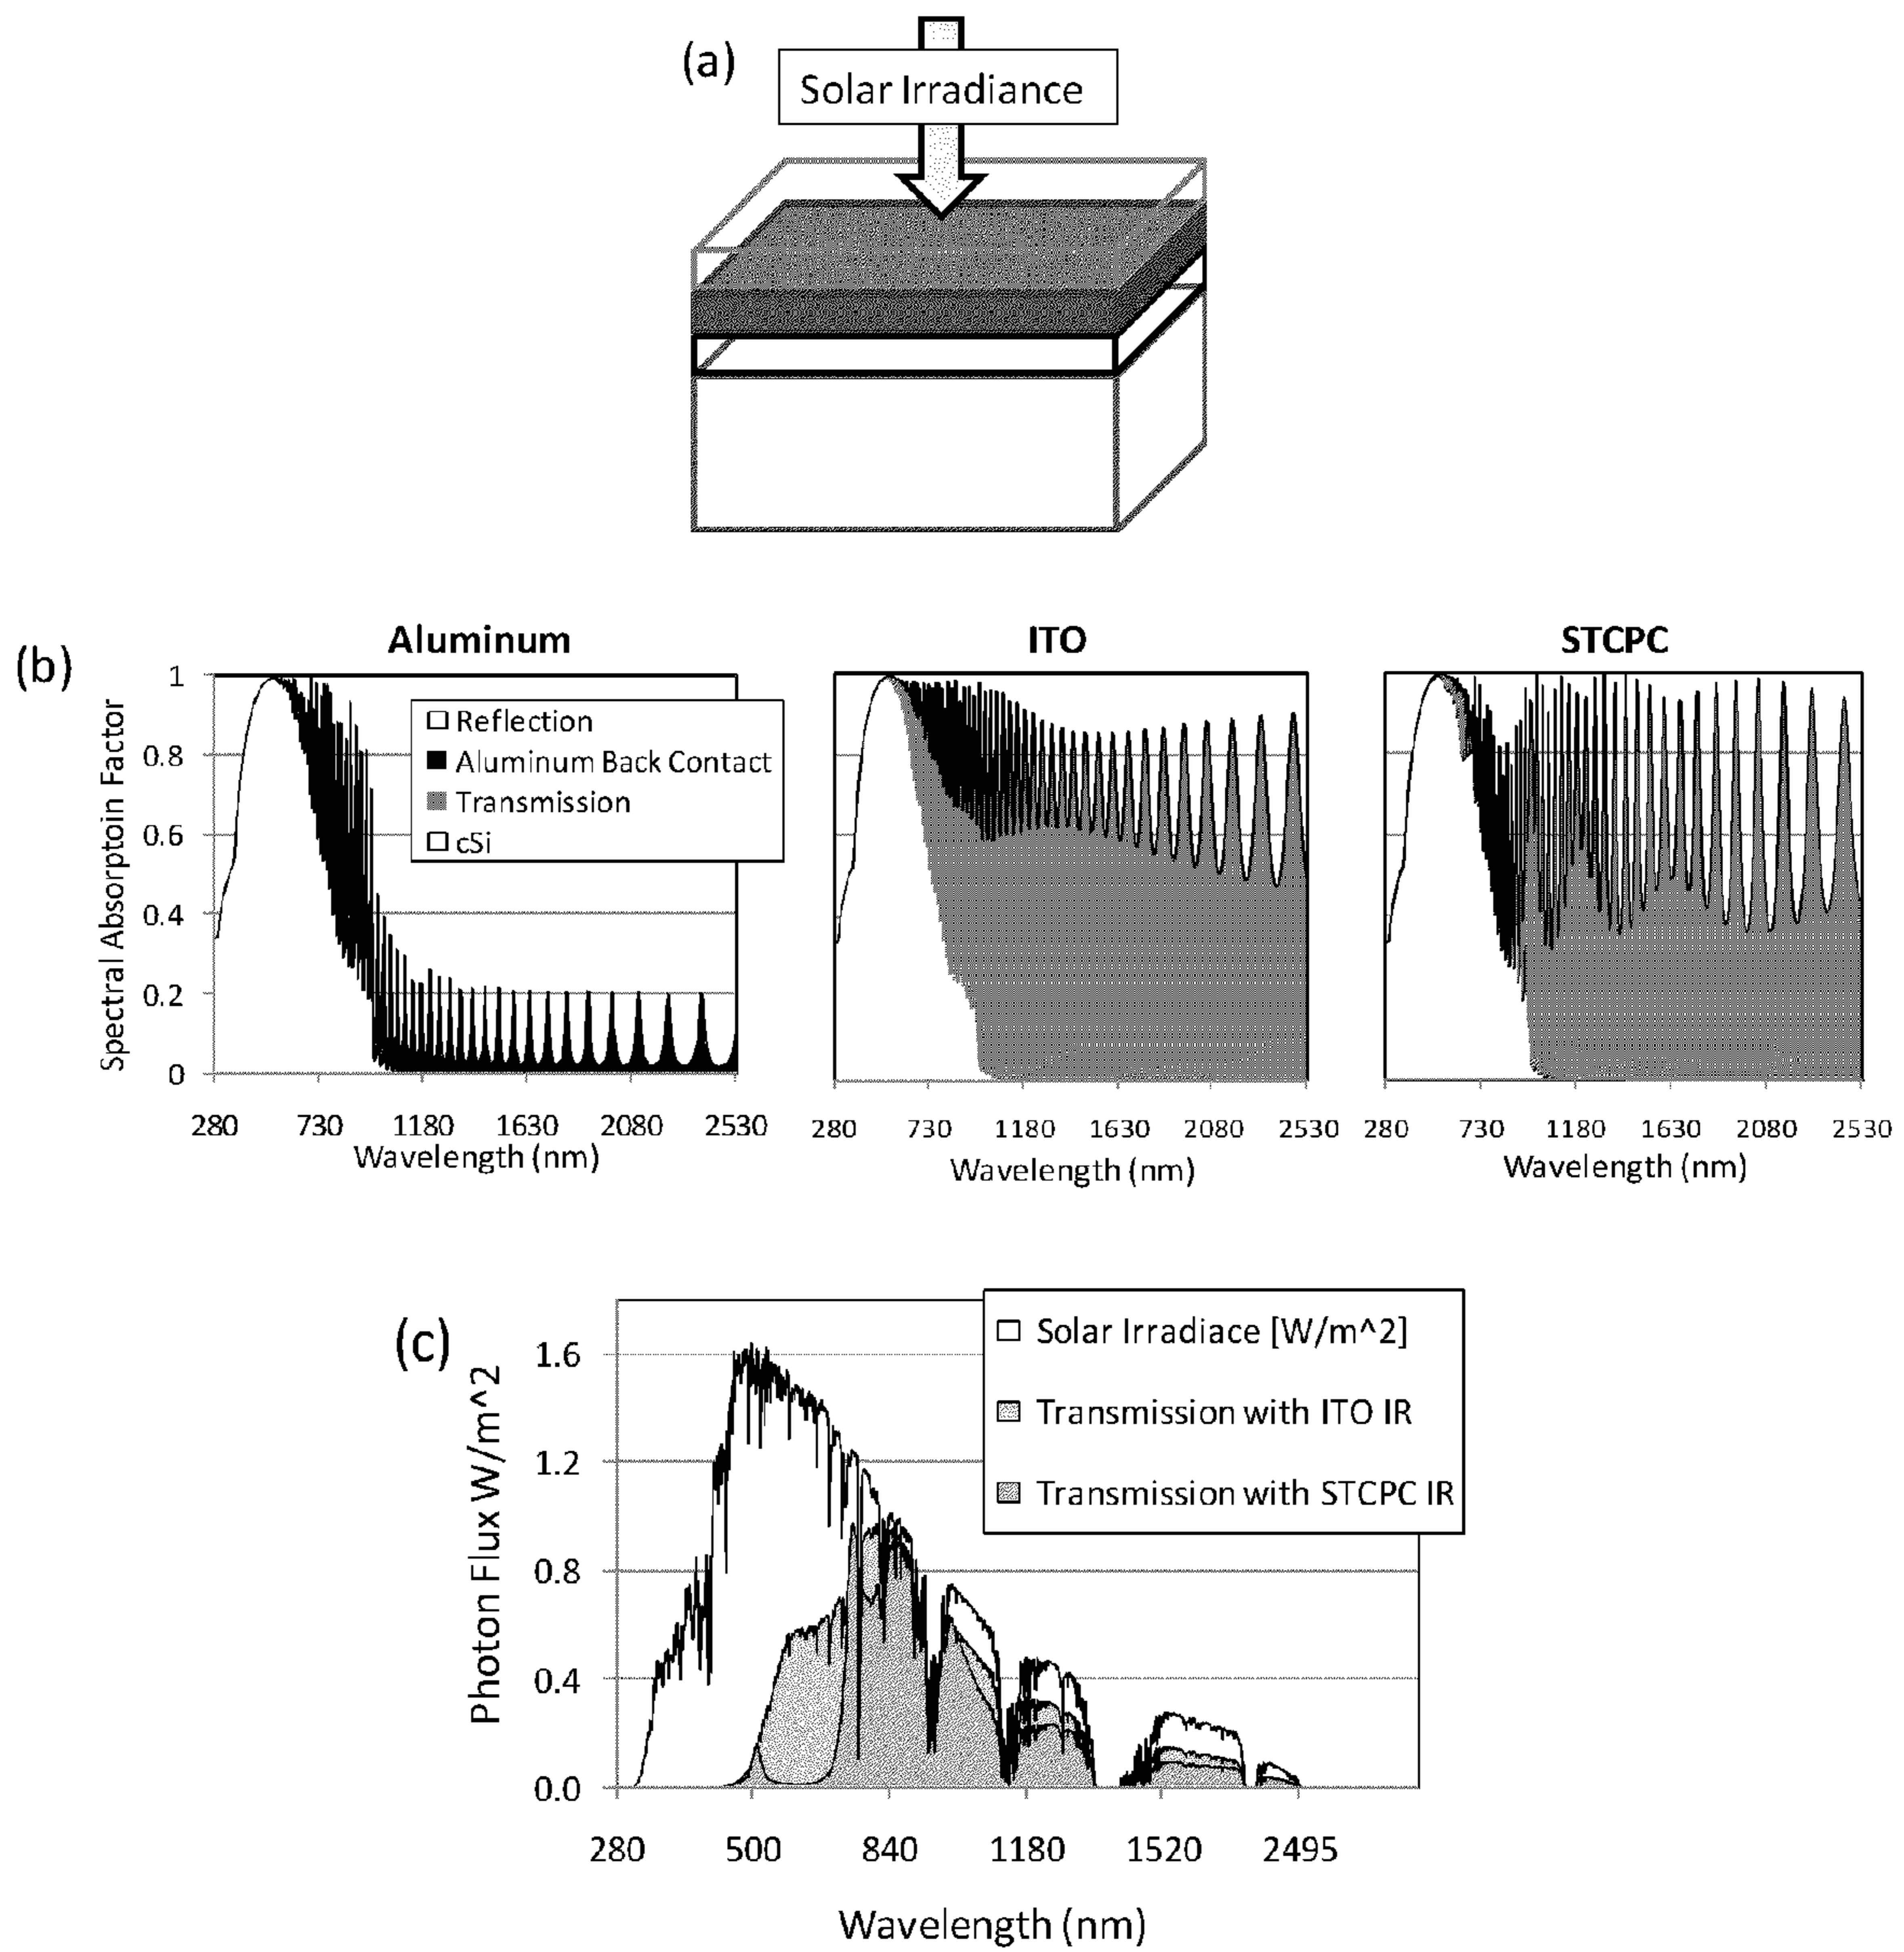 (a)
Solar Irradiance
(b)
Aluminum
ITO
STCPC
Spectral Absorptoin Factor
1
0.8
0.6
0.4
0.2
0
Reflection
Aluminum Back Contact
Transmission
cSi
280 730 1180 1630 2080 2530
Wavelength (nm)
280 730 1180 1630 2080 2530
Wavelength (nm)
280 730 1180 1630 2080 2530
Wavelength (nm)
(c)
Photon Flux W/m^2
1.6
1.2
0.8
0.4
0.0
Solar Irradiace [W/m^2]
Transmission with ITO IR
Transmission with STCPC IR
280 500 840 1180 1520 2495
Wavelength (nm)